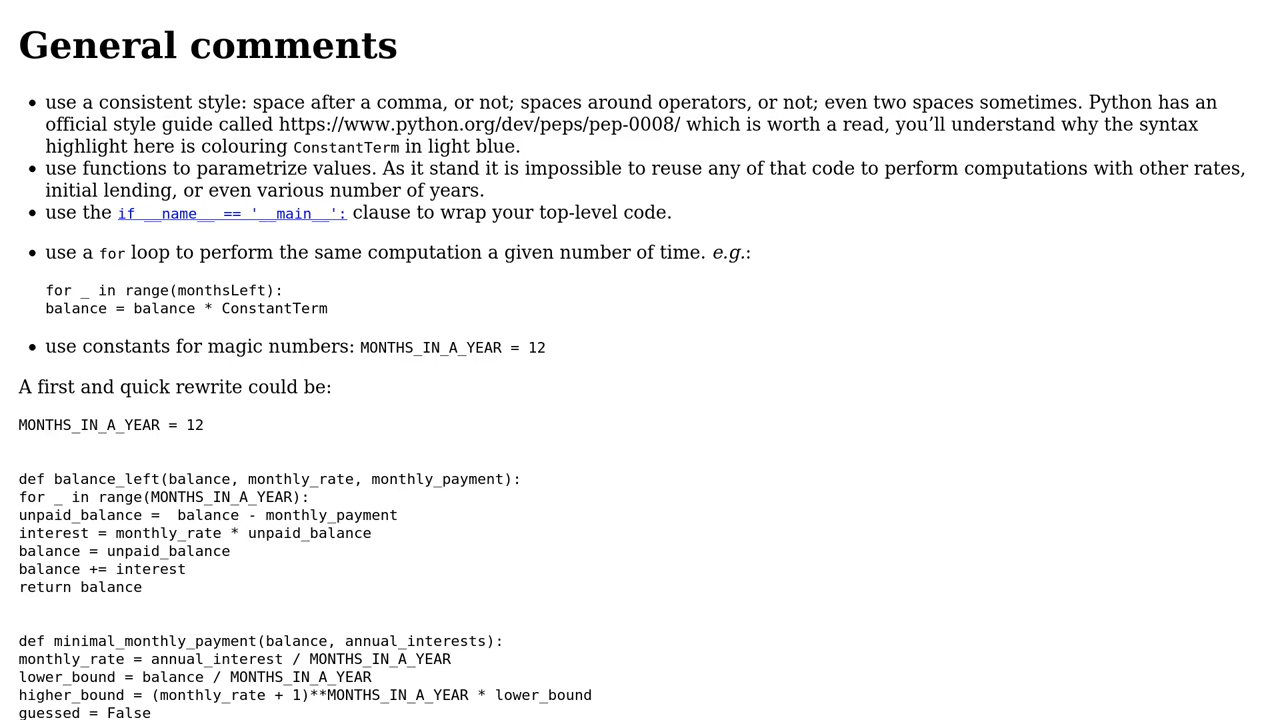 General comments
• use a consistent style: space after a comma, or not; spaces around operators, or not; even two spaces sometimes. Python has an
official style guide called https://www.python.org/dev/peps/pep-0008/ which is worth a read, you’ll understand why the syntax
highlight here is colouring ConstantTerm in light blue.
• use functions to parametrize values. As it stand it is impossible to reuse any of that code to perform computations with other rates,
initial lending, or even various number of years.
• use the if __name__ == '__main__': clause to wrap your top-level code.
• use a for loop to perform the same computation a given number of time. e.g.:
for _ in range(monthsLeft):
balance = balance * ConstantTerm
• use constants for magic numbers: MONTHS_IN_A_YEAR = 12
A first and quick rewrite could be:
MONTHS_IN_A_YEAR = 12
def balance_left(balance, monthly_rate, monthly_payment):
for _ in range(MONTHS_IN_A_YEAR):
unpaid_balance =  balance - monthly_payment
interest = monthly_rate * unpaid_balance
balance = unpaid_balance
balance += interest
return balance
def minimal_monthly_payment(balance, annual_interests):
monthly_rate = annual_interest / MONTHS_IN_A_YEAR
lower_bound = balance / MONTHS_IN_A_YEAR
higher_bound = (monthly_rate + 1)**MONTHS_IN_A_YEAR * lower_bound
guessed = False